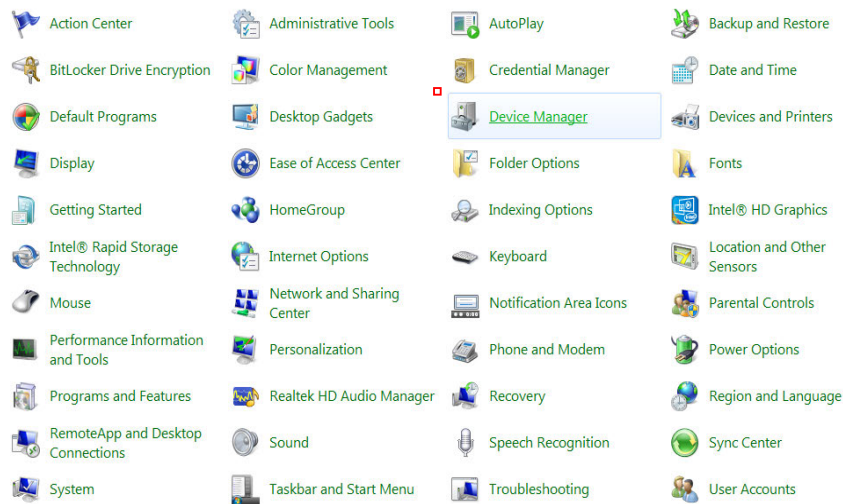 Action Center
Administrative Tools
AutoPlay
Backup and Restore
BitLocker Drive Encryption
Color Management
Credential Manager
Date and Time
Default Programs
Desktop Gadgets
Device Manager
Devices and Printers
Display
Ease of Access Center
Folder Options
Fonts
Getting Started
HomeGroup
Indexing Options
Intel® HD Graphics
Intel® Rapid Storage
Technology
Internet Options
Keyboard
Location and Other
Sensors
Mouse
Network and Sharing
Center
Notification Area Icons
Parental Controls
Performance Information
and Tools
Personalization
Phone and Modem
Power Options
Programs and Features
Realtek HD Audio Manager
Recovery
Region and Language
RemoteApp and Desktop
Connections
Sound
Speech Recognition
Sync Center
System
Taskbar and Start Menu
Troubleshooting
User Accounts